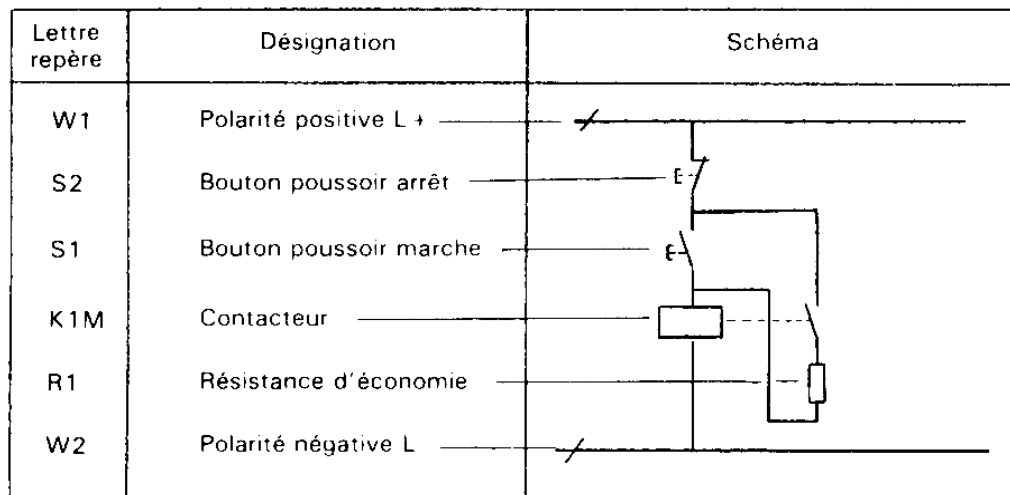 Lettre repère Désignation Schéma
W1 Polarité positive L +
S2 Bouton poussoir arrêt
S1 Bouton poussoir marche
K1M Contacteur
R1 Résistance d'économie
W2 Polarité négative L